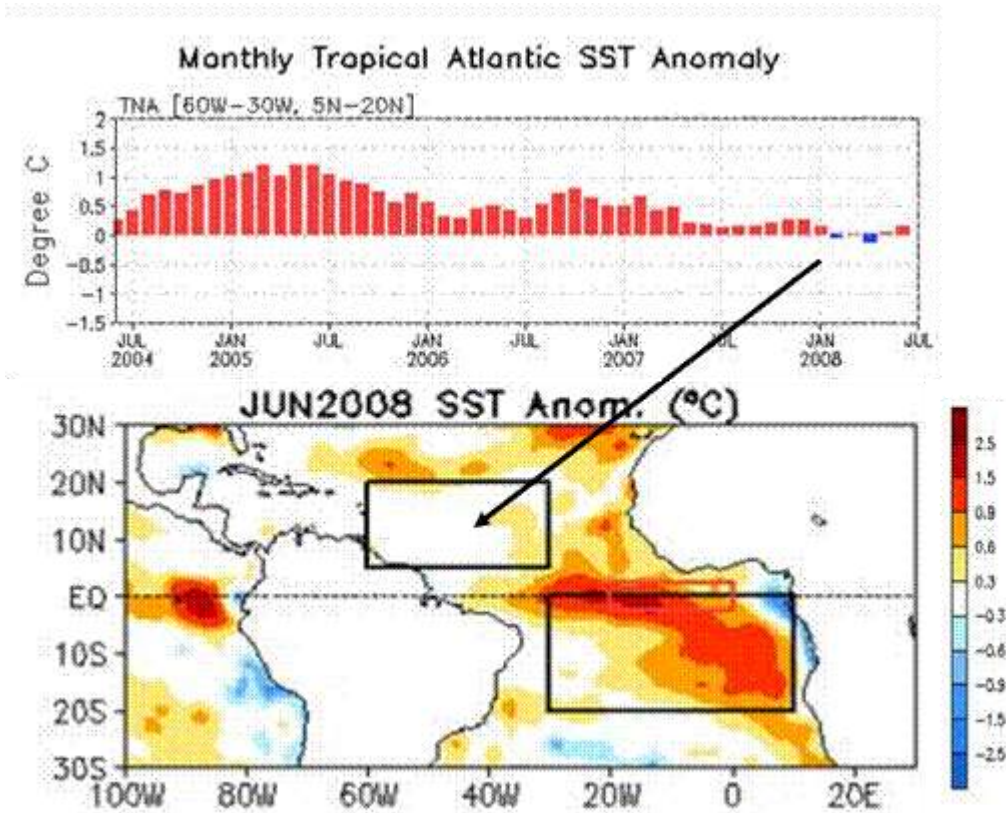 Monthly Tropical Atlantic SST Anomaly
TNA [60W-30W, 5N-20N]
Degree C
2
1.5
1
0.5
0
-0.5
-1
-1.5
JUL JAN JUL JAN JUL JAN JUL JAN JUL
2004 2005 2006 2007 2008
JUN2008 SST Anom. (°C)
30N
20N
10N
EQ
10S
20S
30S
100W 80W 60W 40W 20W 0 20E
2.5
1.5
0.9
0.6
0.3
-0.3
-0.6
-0.9
-1.5
-2.5